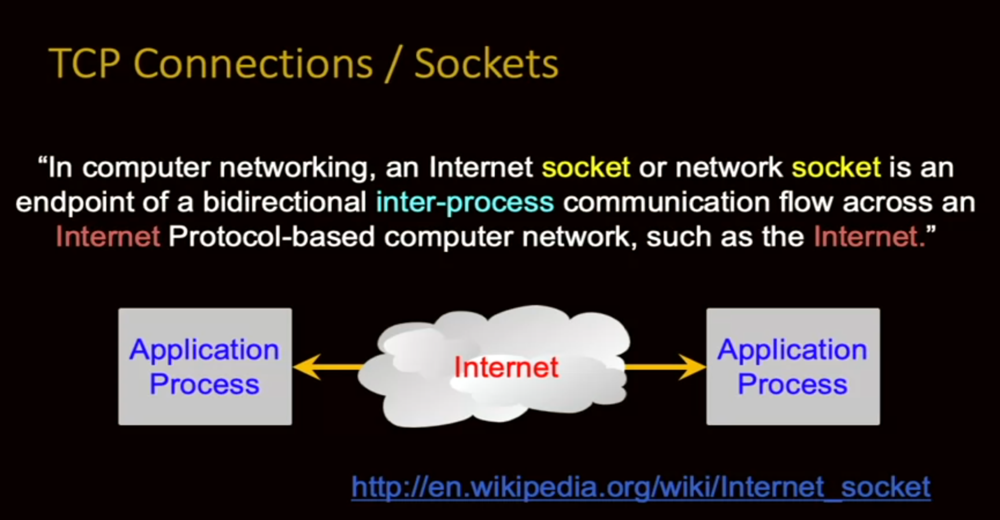 TCP Connections / Sockets
“In computer networking, an Internet socket or network socket is an
endpoint of a bidirectional inter-process communication flow across an
Internet Protocol-based computer network, such as the Internet.”
Application
Process
Internet
Application
Process
http://en.wikipedia.org/wiki/Internet_socket